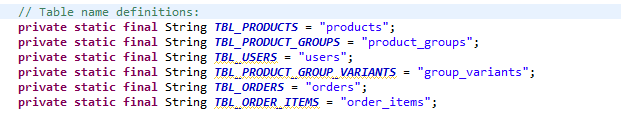 // Table name definitions:
private static final String TBL_PRODUCTS = "products";
private static final String TBL_PRODUCT_GROUPS = "product_groups";
private static final String TBL_USERS = "users";
private static final String TBL_PRODUCT_GROUP_VARIANTS = "group_variants";
private static final String TBL_ORDERS = "orders";
private static final String TBL_ORDER_ITEMS = "order_items";